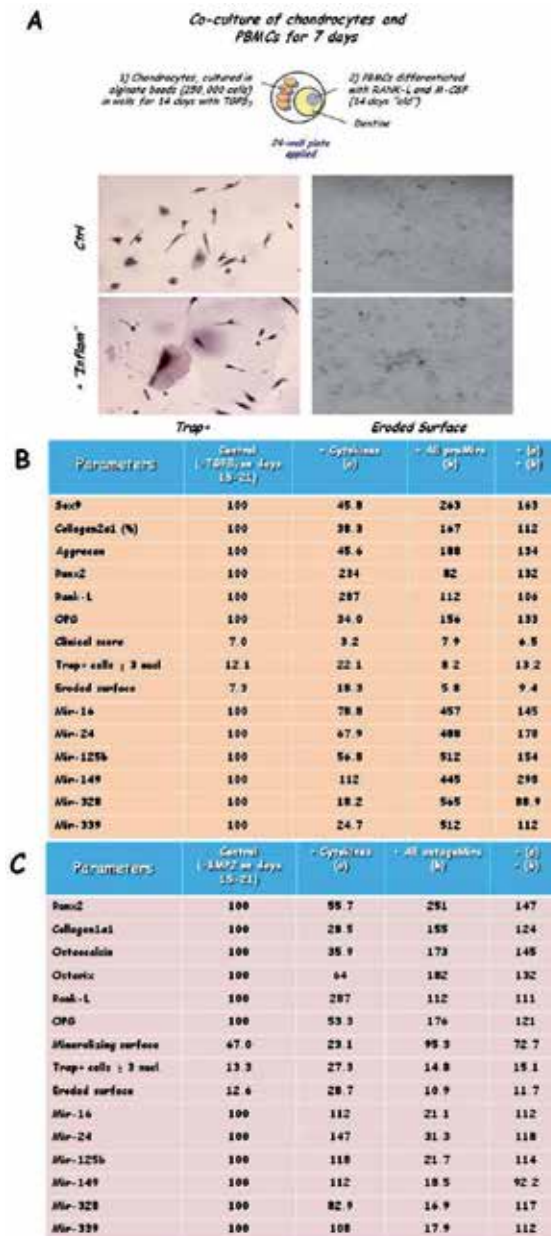 A
Co-culture of chondrocytes and
PBMCs for 7 days
1) Chondrocytes, cultured in
alginate beads (250,000 cells)
in wells for 14 days with TGFβ
2) PBMCs differentiated
with RANK-L and M-CSF
(14 days "old")
Dentine
24-well plate
applied
Ctrl
+ "Inflam"
Trap+ Eroded Surface
B
Parameters Control days 15-21) Cytokines (a) All (b) (a) (b)
Sox9 100 45.8 263 163
Collagen2a1 (%) 100 38.3 167 112
Aggrecan 100 45.6 188 134
Runx2 100 234 82 132
Rank-L 100 287 112 106
OPG 100 34.0 156 133
Clinical score 7.0 3.2 7.9 6.5
Trap+ cells 3 nucl 12.1 22.1 8.2 13.2
Eroded surface 7.3 18.3 5.8 9.4
Mir-16 100 78.8 457 145
Mir-24 100 67.9 488 178
Mir-125b 100 56.8 512 154
Mir-149 100 112 445 298
Mir-328 100 18.2 565 88.9
Mir-339 100 24.7 512 112
C
Parameters Control days 15-21) Cytokines (a) All antagoMirs (b) (a) (b)
Runx2 100 55.7 251 147
Collagen1a1 100 28.5 155 124
Osteocalcin 100 35.9 173 145
Osterix 100 64 182 132
Rank-L 100 287 112 111
OPG 100 53.3 176 121
Mineralizing surface 67.0 23.1 95.3 72.7
Trap+ cells 3 nucl 13.3 27.3 14.8 15.1
Eroded surface 12.6 28.7 10.9 11.7
Mir-16 100 112 21.1 112
Mir-24 100 147 31.3 118
Mir-125b 100 118 21.7 114
Mir-149 100 112 18.5 92.2
Mir-328 100 82.9 16.9 117
Mir-339 100 108 17.9 112